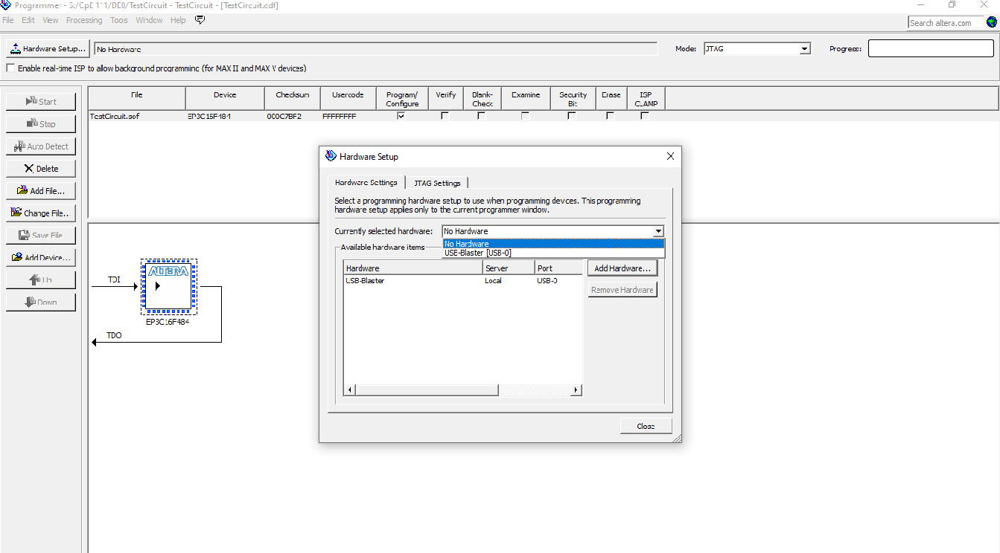 Programmer - S:/CpE 111/DE0/TestCircuit - TestCircuit - [TestCircuit.cdf]
File Edit View Processing Tools Window Help
Search altera.com
Hardware Setup... No Hardware Mode: JTAG Progress:
Enable real-time ISP to allow background programming (for MAX II and MAX V devices)
File Device Checksum Usercode Program/ Configure Verify Blank- Check Examine Security Bit Erase ISP CLAMP
TestCircuit.sof EP3C16F484 000C7BF2 FFFFFFFF
Start
Stop
Auto Detect
Delete
Add File...
Change File...
Save File
Add Device...
Up
Down
TDI
ALTERA
EP3C16F484
TDO
Hardware Setup
Hardware Settings JTAG Settings
Select a programming hardware setup to use when programming devices. This programming
hardware setup applies only to the current programmer window.
Currently selected hardware: No Hardware
No Hardware
USB-Blaster [USB-0]
Available hardware items
Hardware Server Port
USB-Blaster Local USB-0
Add Hardware...
Remove Hardware
Close